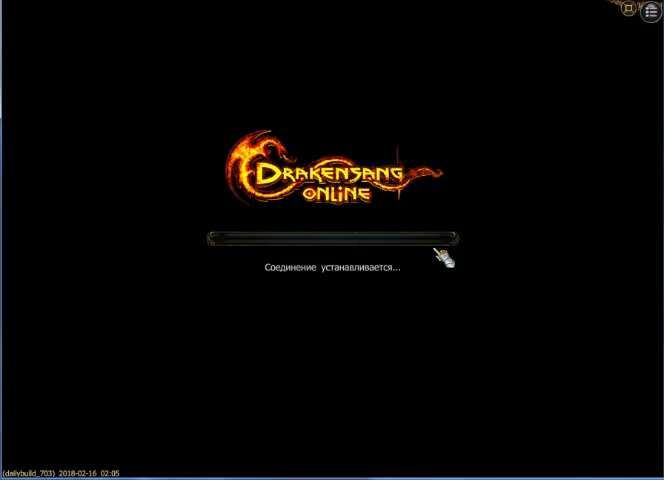 DRAKENSANG
ONLINE
Соединение устанавливается...
(dailybuild_703) 2018-02-16 02:05